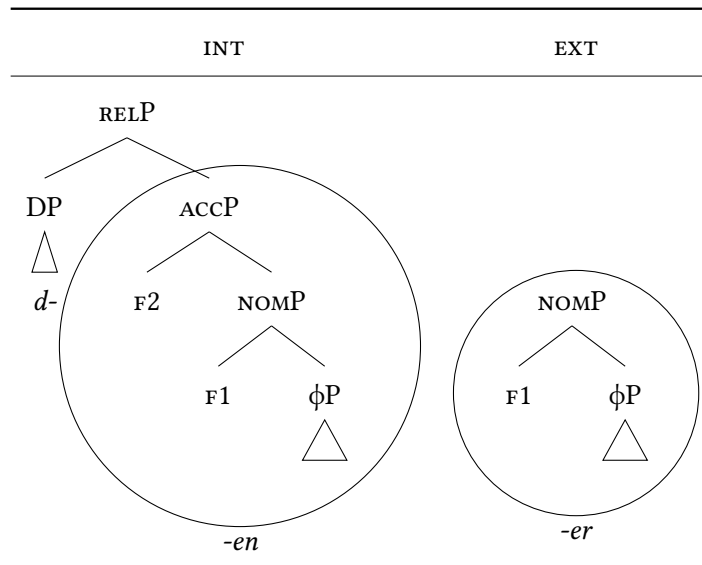 INT EXT
RELP
DP ACCP
d- F2 NOMP NOMP
F1 ϕP F1 ϕP
-en -er